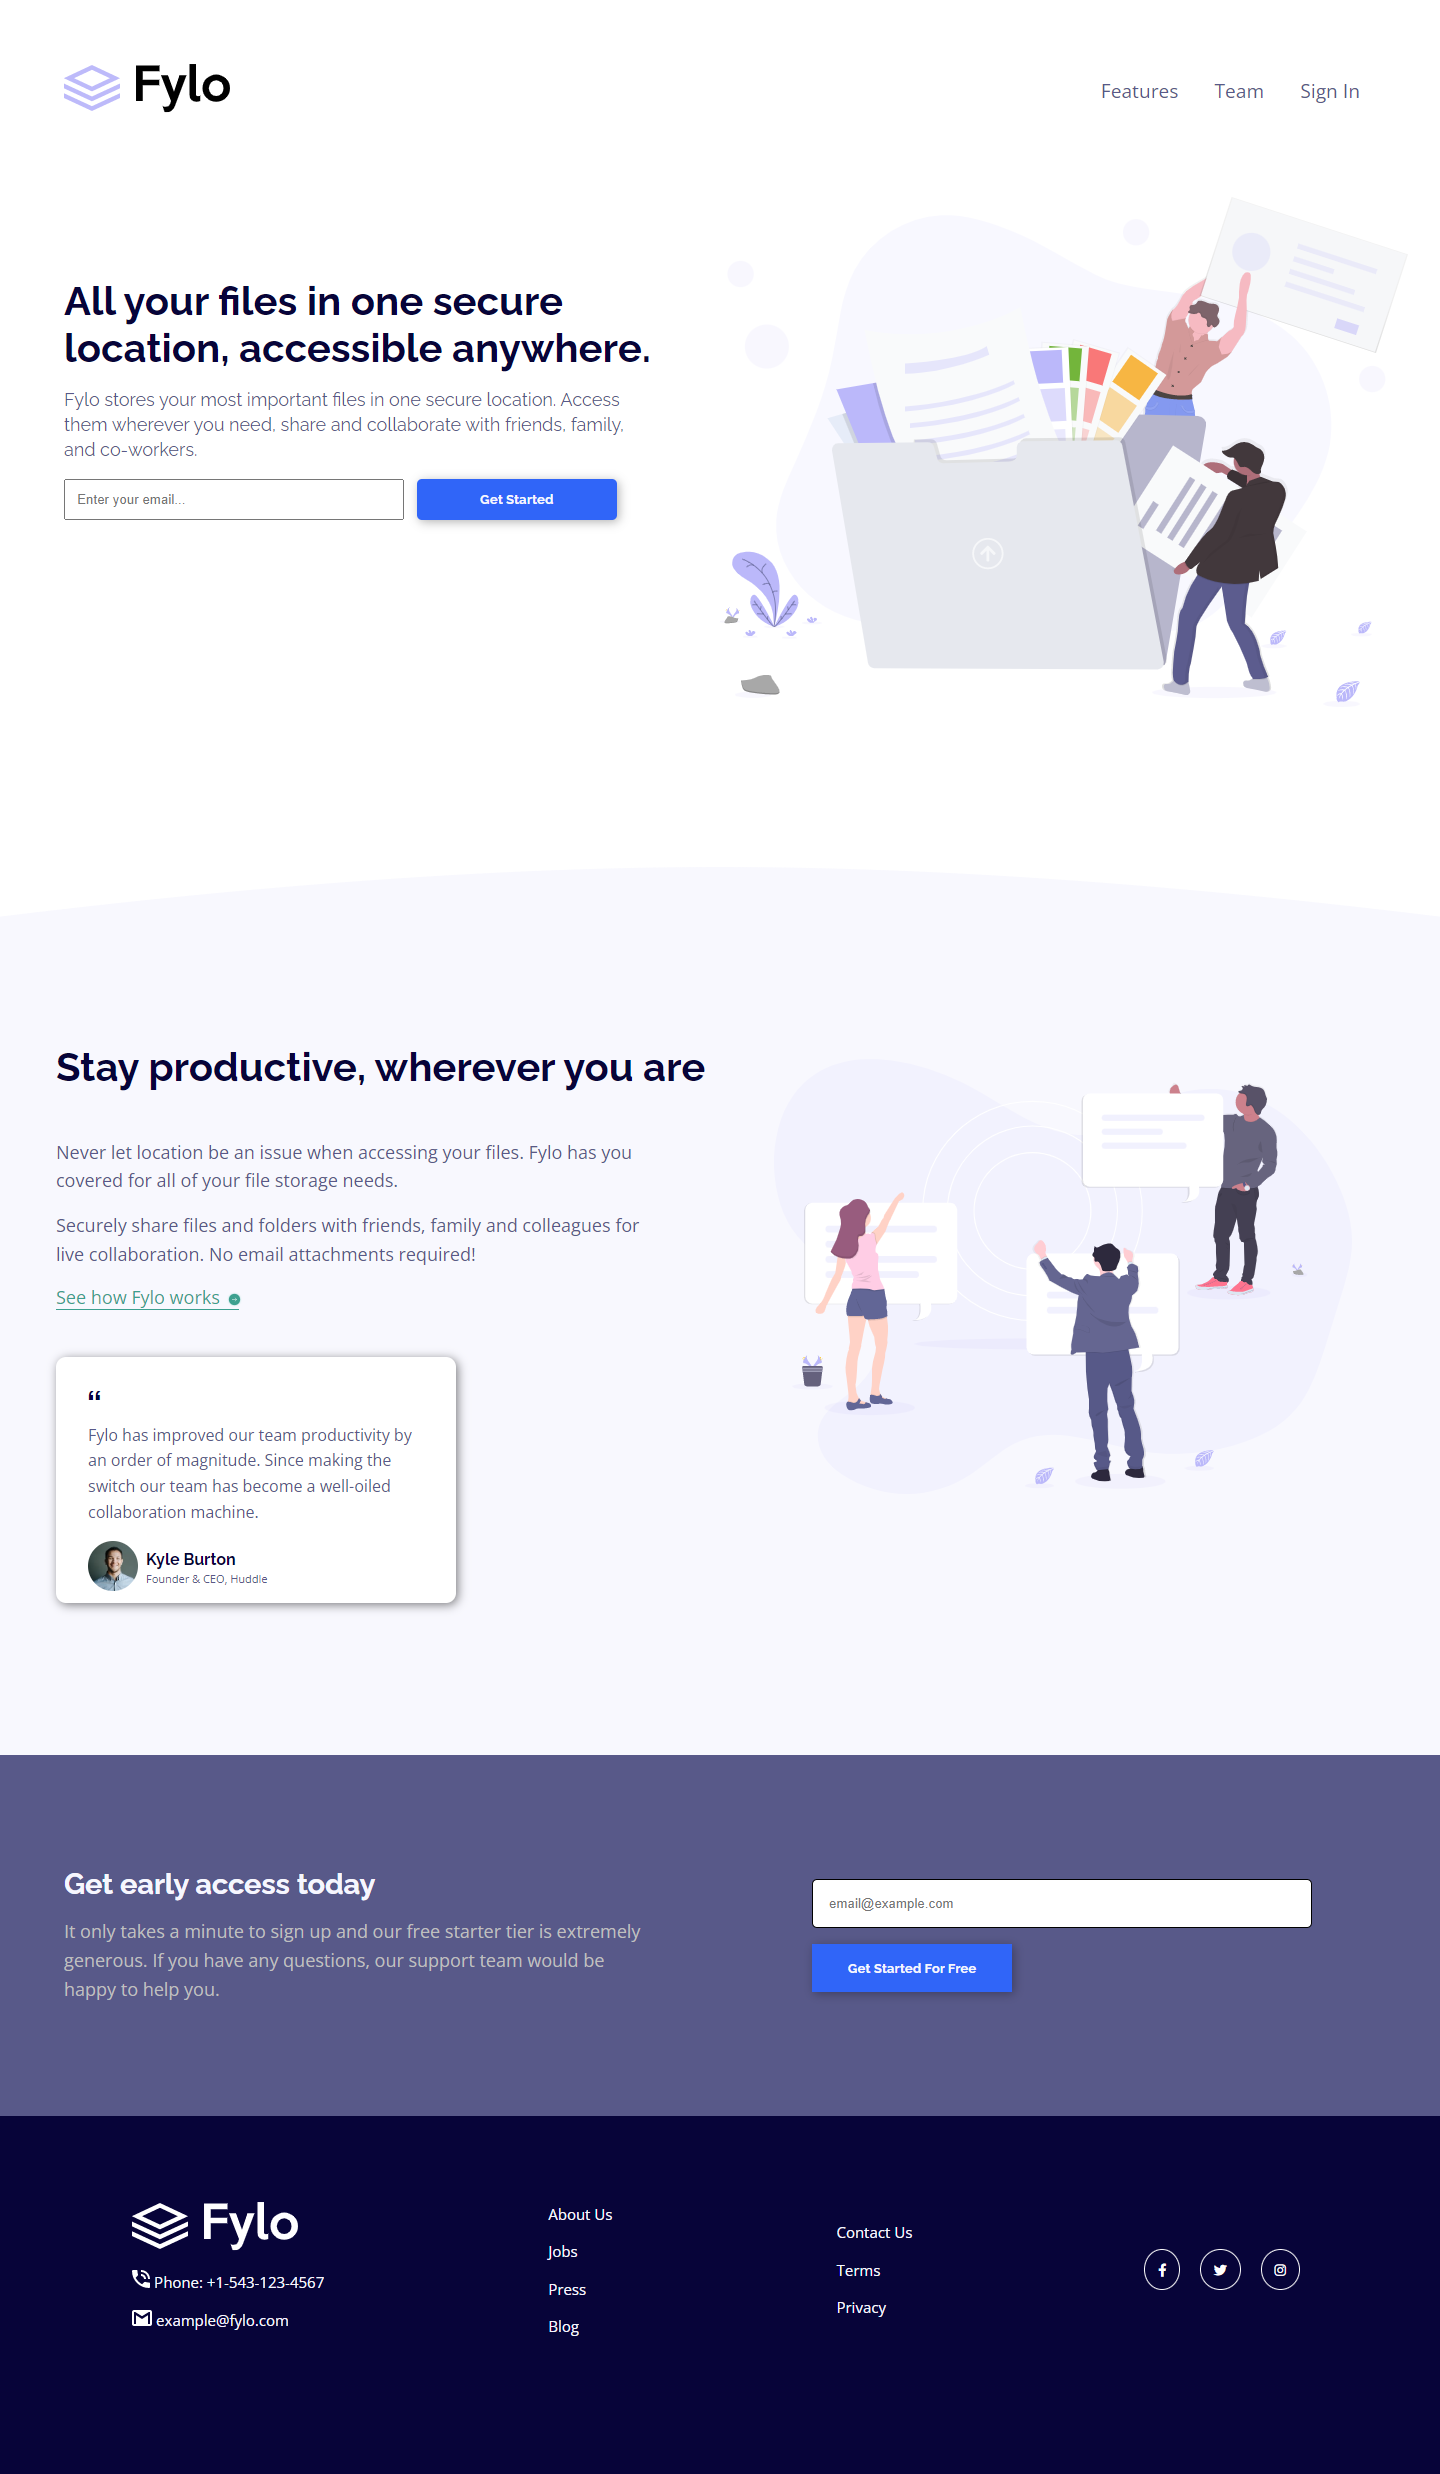 Fylo
Features Team Sign In
All your files in one secure
location, accessible anywhere.
Fylo stores your most important files in one secure location. Access
them wherever you need, share and collaborate with friends, family,
and co-workers.
Enter your email... Get Started
Stay productive, wherever you are
Never let location be an issue when accessing your files. Fylo has you
covered for all of your file storage needs.
Securely share files and folders with friends, family and colleagues for
live collaboration. No email attachments required!
See how Fylo works
“
Fylo has improved our team productivity by
an order of magnitude. Since making the
switch our team has become a well-oiled
collaboration machine.
Kyle Burton
Founder & CEO, Huddle
Get early access today
It only takes a minute to sign up and our free starter tier is extremely
generous. If you have any questions, our support team would be
happy to help you.
email@example.com
Get Started For Free
Fylo
Phone: +1-543-123-4567
example@fylo.com
About Us
Jobs
Press
Blog
Contact Us
Terms
Privacy